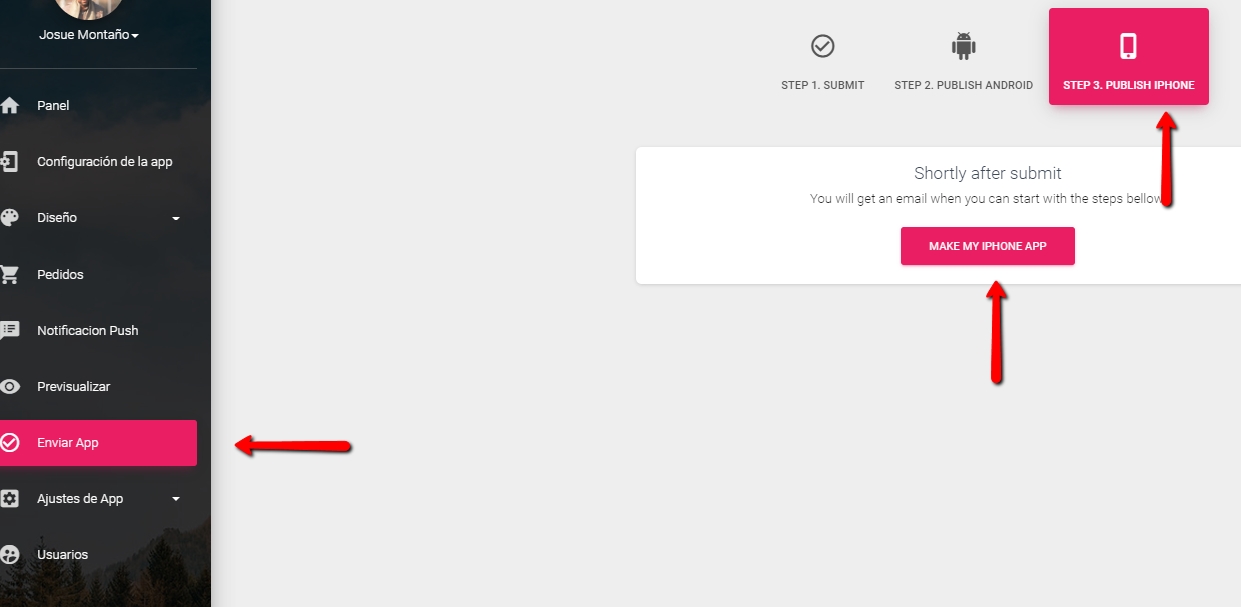 Josue Montaño
Panel
Configuración de la app
Diseño
Pedidos
Notificacion Push
Previsualizar
Enviar App
Ajustes de App
Usuarios
STEP 1. SUBMIT
STEP 2. PUBLISH ANDROID
STEP 3. PUBLISH IPHONE
Shortly after submit
You will get an email when you can start with the steps bellow
MAKE MY IPHONE APP